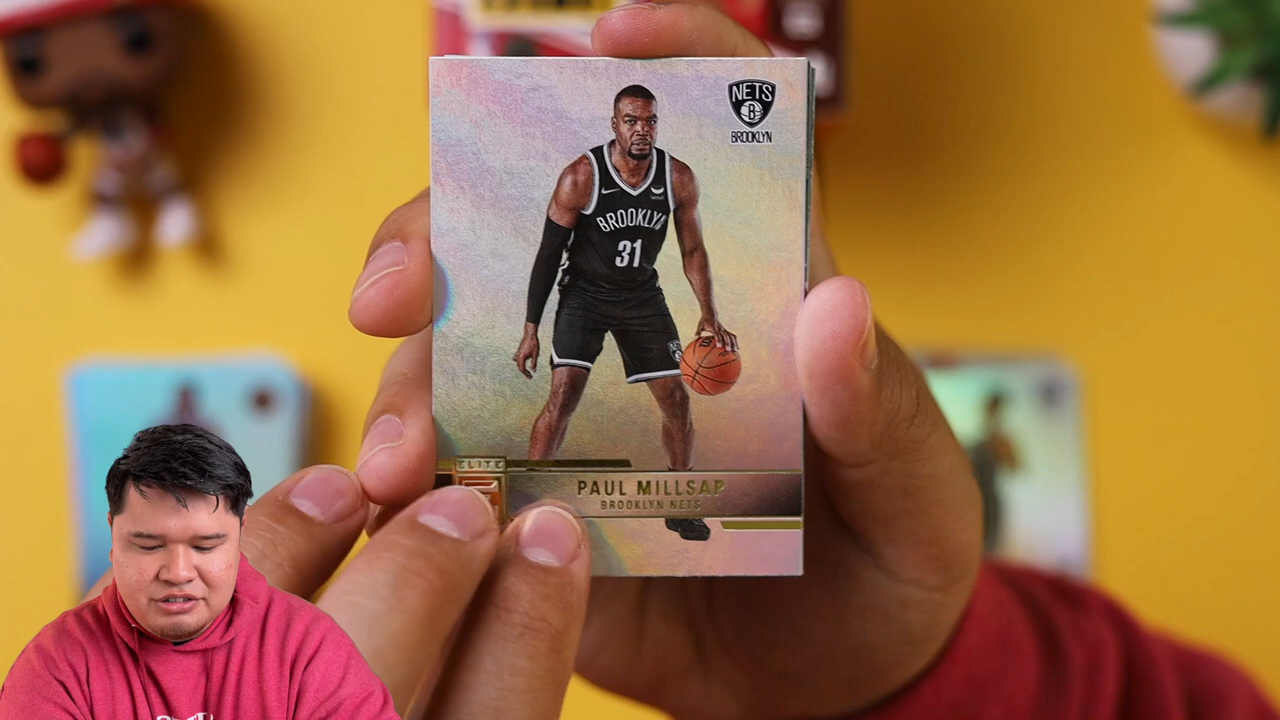 NETS
B
BROOKLYN
BROOKLYN
31
ELITE
PAUL MILLSAP
BROOKLYN NETS